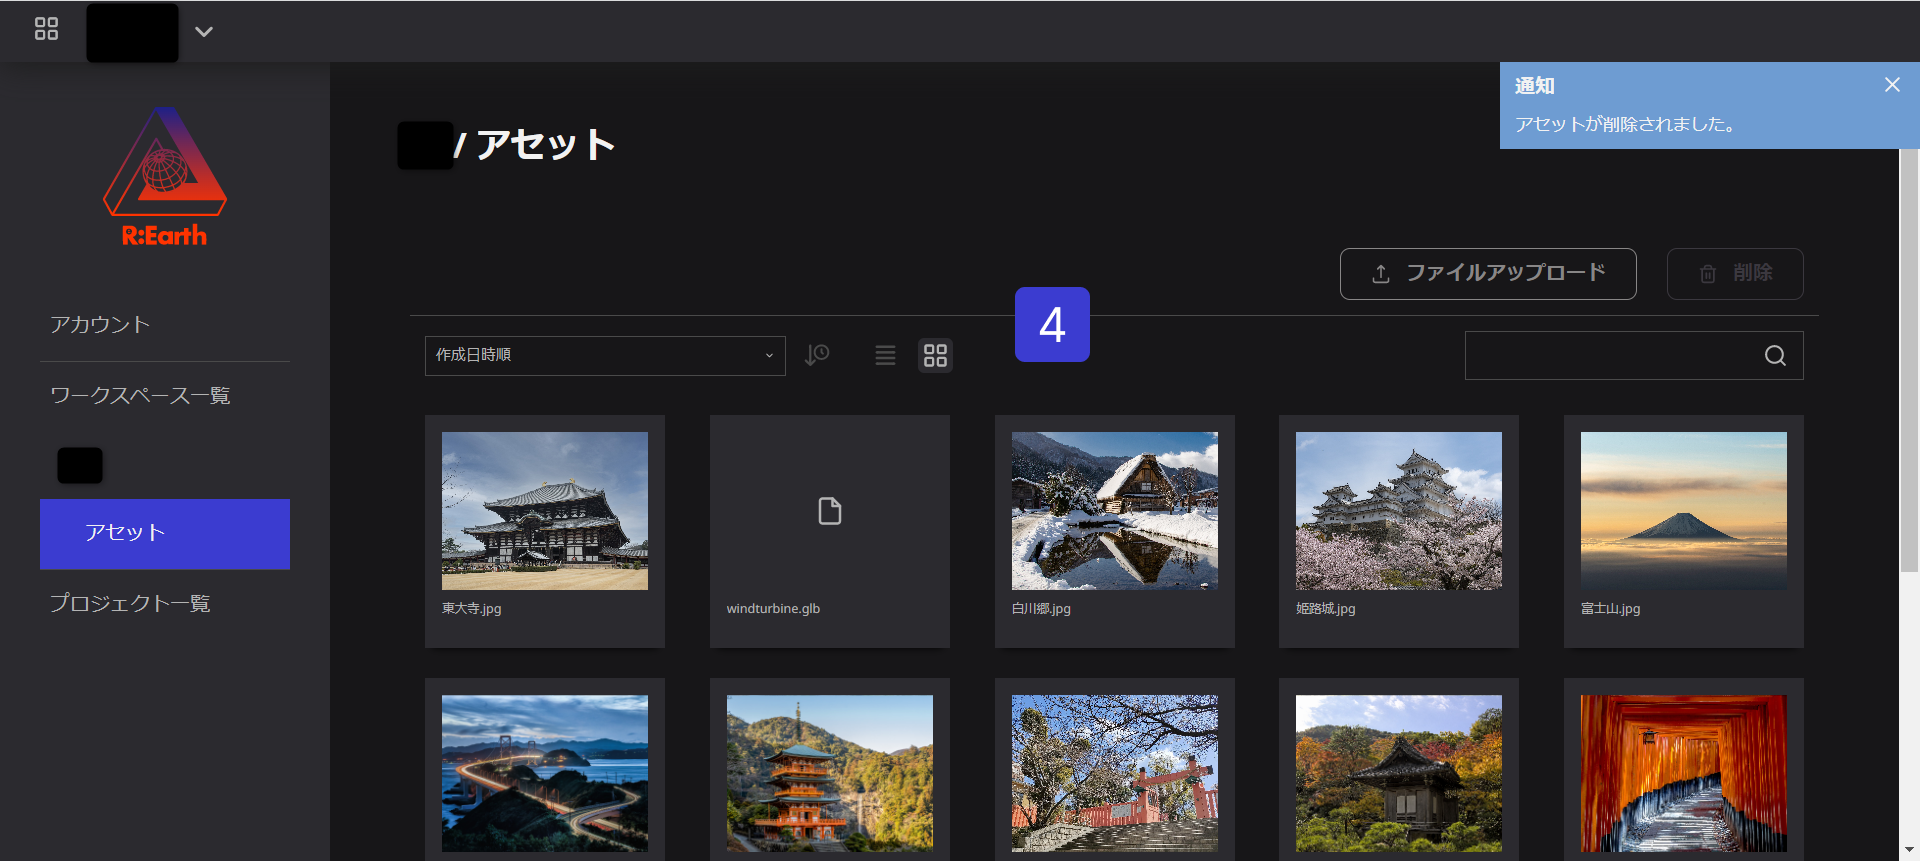 通知
アセットが削除されました。
/ アセット
R:Earth
ファイルアップロード
削除
アカウント
4
作成日時順
ワークスペース一覧
アセット
プロジェクト一覧
東大寺.jpg
windturbine.glb
白川郷.jpg
姫路城.jpg
富士山.jpg